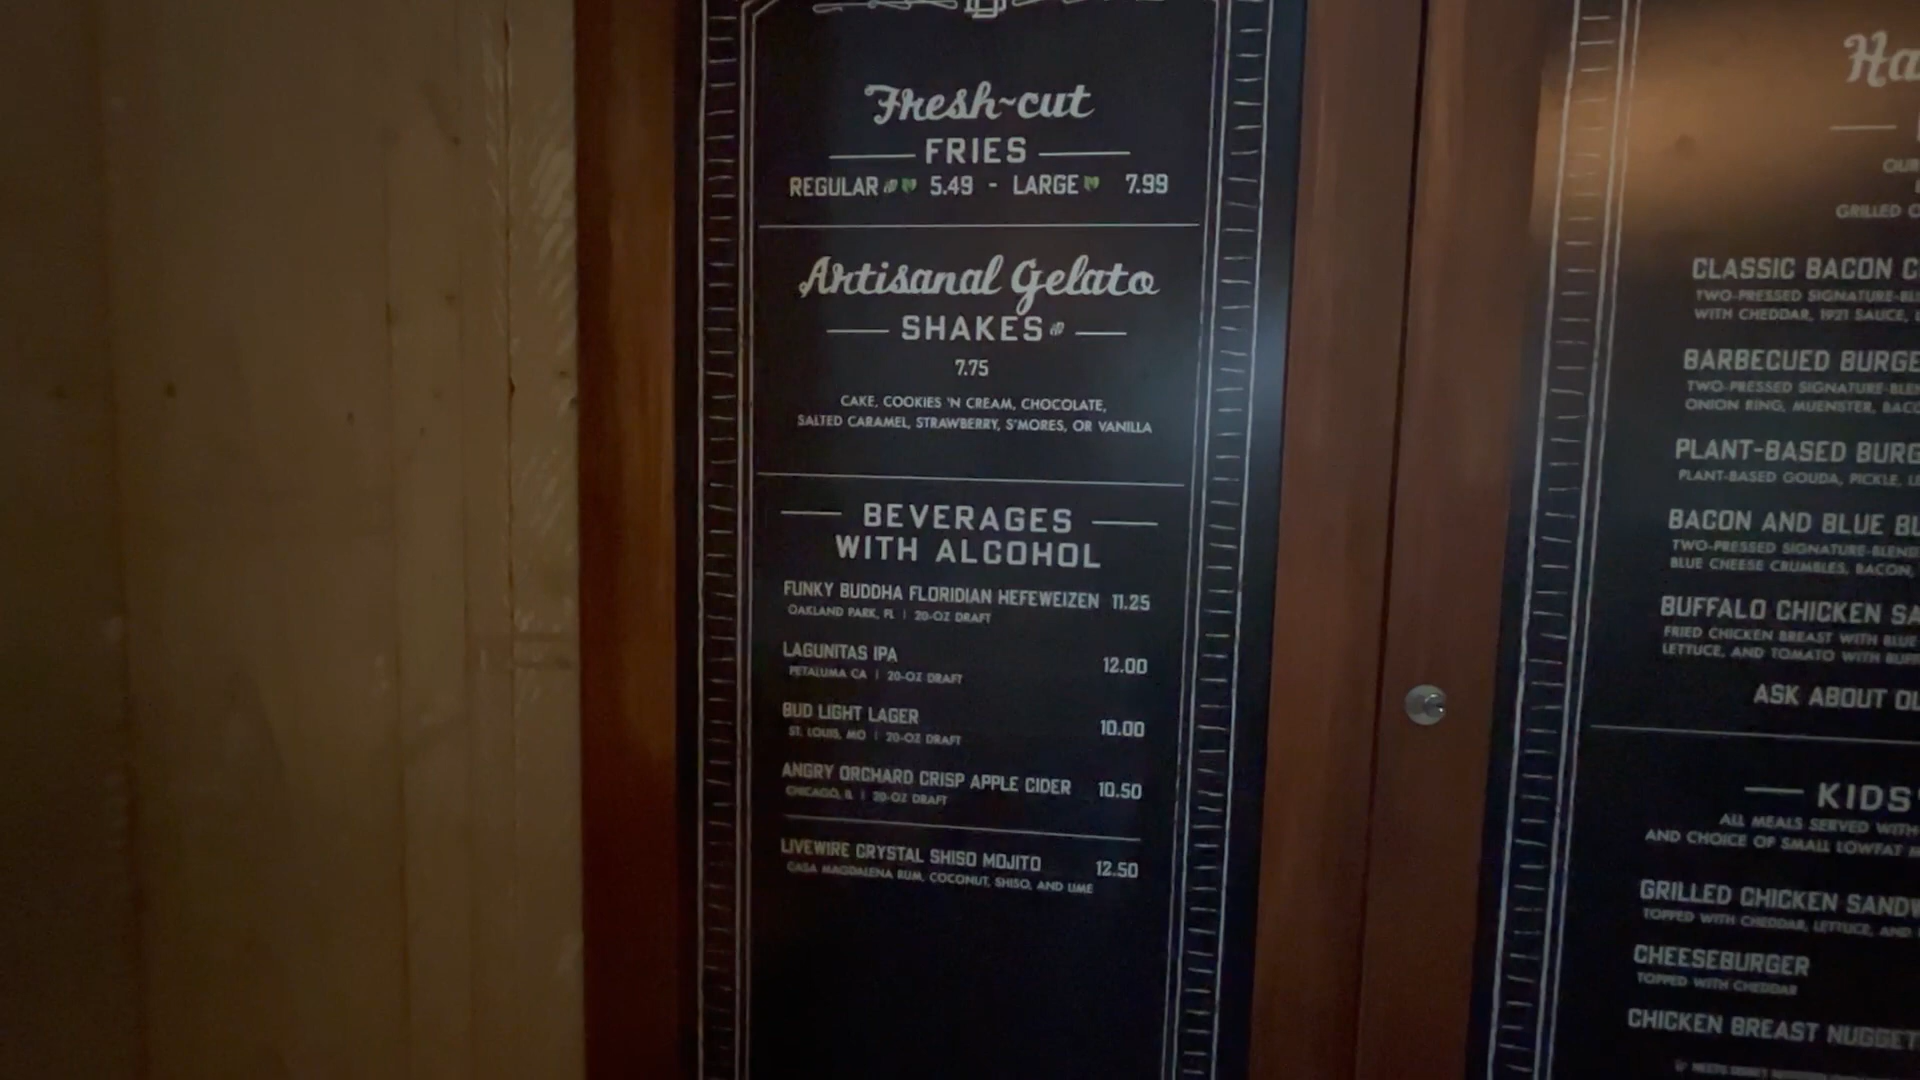 Fresh-cut
FRIES
REGULAR 5.49 - LARGE 7.99
Artisanal Gelato
SHAKES
7.75
CAKE, COOKIES 'N CREAM, CHOCOLATE,
SALTED CARAMEL, STRAWBERRY, S'MORES, OR VANILLA
BEVERAGES
WITH ALCOHOL
FUNKY BUDDHA FLORIDIAN HEFEWEIZEN 11.25
OAKLAND PARK, FL | 20-OZ DRAFT
LAGUNITAS IPA 12.00
PETALUMA CA | 20-OZ DRAFT
BUD LIGHT LAGER 10.00
ST. LOUIS, MO | 20-OZ DRAFT
ANGRY ORCHARD CRISP APPLE CIDER 10.50
CHICAGO, IL | 20-OZ DRAFT
LIVEWIRE CRYSTAL SHISO MOJITO 12.50
CASA MAGDALENA RUM, COCONUT, SHISO, AND LIME
Ha
OUR
GRILLED
CLASSIC BACON C
TWO-PRESSED SIGNATURE-BL
WITH CHEDDAR, 1921 SAUCE,
BARBECUED BURGE
TWO-PRESSED SIGNATURE-BLEN
ONION RING, MUENSTER, BACO
PLANT-BASED BURG
PLANT-BASED GOUDA, PICKLE, LE
BACON AND BLUE BU
TWO-PRESSED SIGNATURE-BLEND
BLUE CHEESE CRUMBLES, BACON,
BUFFALO CHICKEN SA
FRIED CHICKEN BREAST WITH BLUE
LETTUCE, AND TOMATO WITH BUFF
ASK ABOUT OU
KIDS'
ALL MEALS SERVED WITH
AND CHOICE OF SMALL LOWFAT M
GRILLED CHICKEN SANDW
TOPPED WITH CHEDDAR, LETTUCE, AND
CHEESEBURGER
TOPPED WITH CHEDDAR
CHICKEN BREAST NUGGET